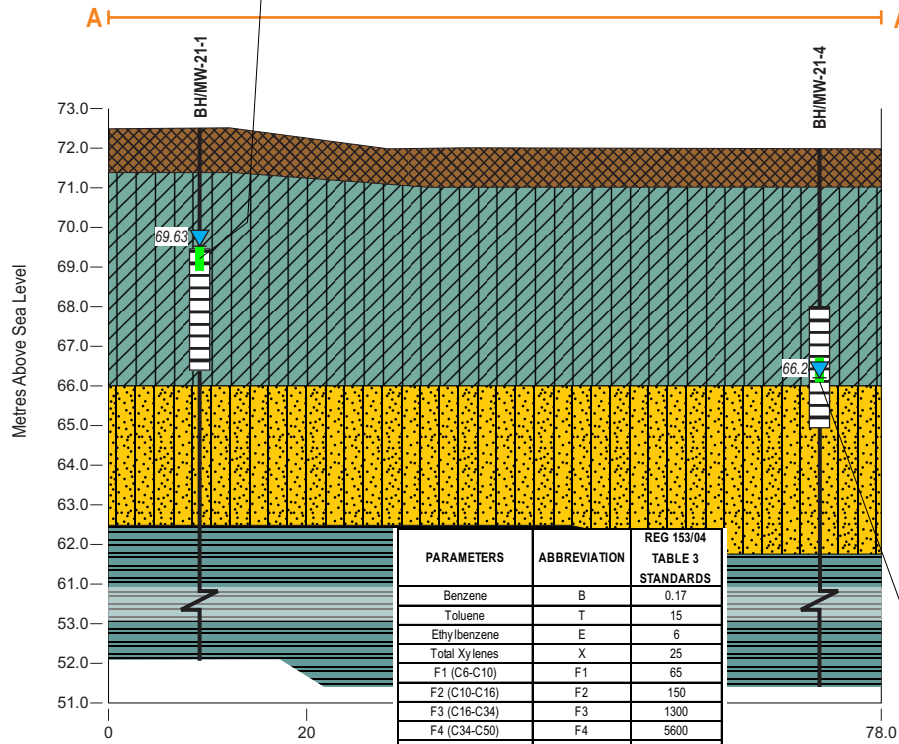 A
BH/MW-21-1
BH/MW-21-4
Metres Above Sea Level
73.0
72.0
71.0
70.0
69.0
68.0
67.0
66.0
65.0
64.0
63.0
62.0
61.0
53.0
52.0
51.0
69.63
66.2
PARAMETERS ABBREVIATION REG 153/04 TABLE 3 STANDARDS
Benzene B 0.17
Toluene T 15
Ethylbenzene E 6
Total Xylenes X 25
F1 (C6-C10) F1 65
F2 (C10-C16) F2 150
F3 (C16-C34) F3 1300
F4 (C34-C50) F4 5600
0 20 78.0